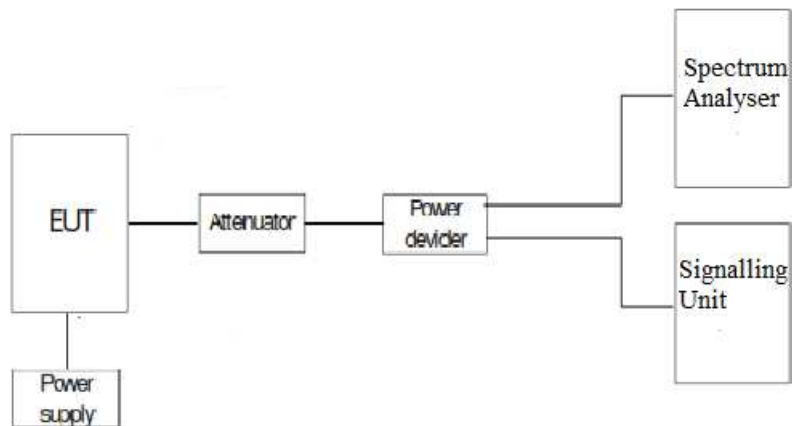 Spectrum
Analyser
EUT
Attenuator
Power
devider
Signalling
Unit
Power
supply